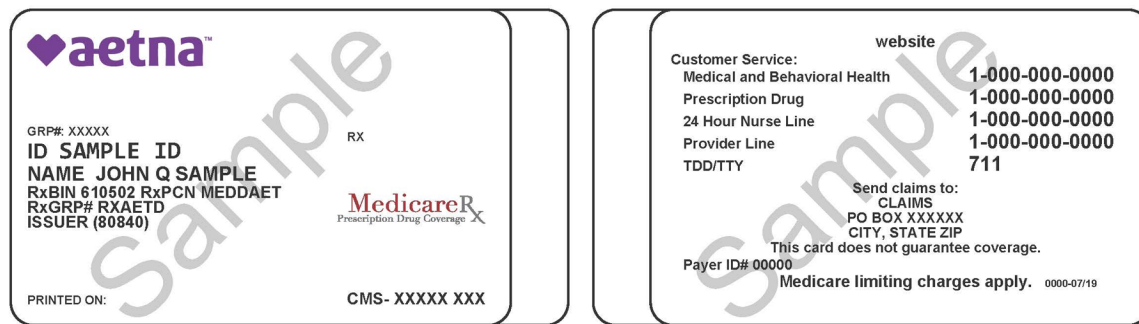 aetna™
GRP#: XXXXX
RX
ID SAMPLE ID
NAME JOHN Q SAMPLE
RxBIN 610502 RxPCN MEDDAET
RxGRP# RXAETD
ISSUER (80840)
MedicareRx
Prescription Drug Coverage
PRINTED ON:
CMS- XXXXX XXX
Sample
website
Customer Service:
Medical and Behavioral Health 1-000-000-0000
Prescription Drug 1-000-000-0000
24 Hour Nurse Line 1-000-000-0000
Provider Line 1-000-000-0000
TDD/TTY 711
Send claims to:
CLAIMS
PO BOX XXXXXX
CITY, STATE ZIP
This card does not guarantee coverage.
Payer ID# 00000
Medicare limiting charges apply. 0000-07/19
Sample